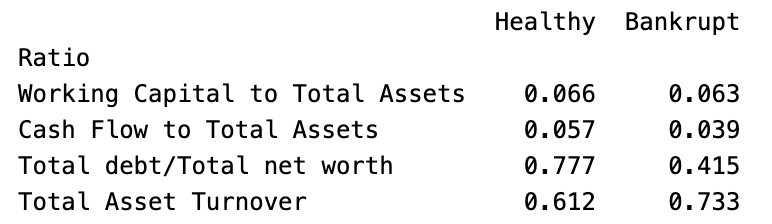 Healthy Bankrupt
Ratio
Working Capital to Total Assets 0.066 0.063
Cash Flow to Total Assets 0.057 0.039
Total debt/Total net worth 0.777 0.415
Total Asset Turnover 0.612 0.733